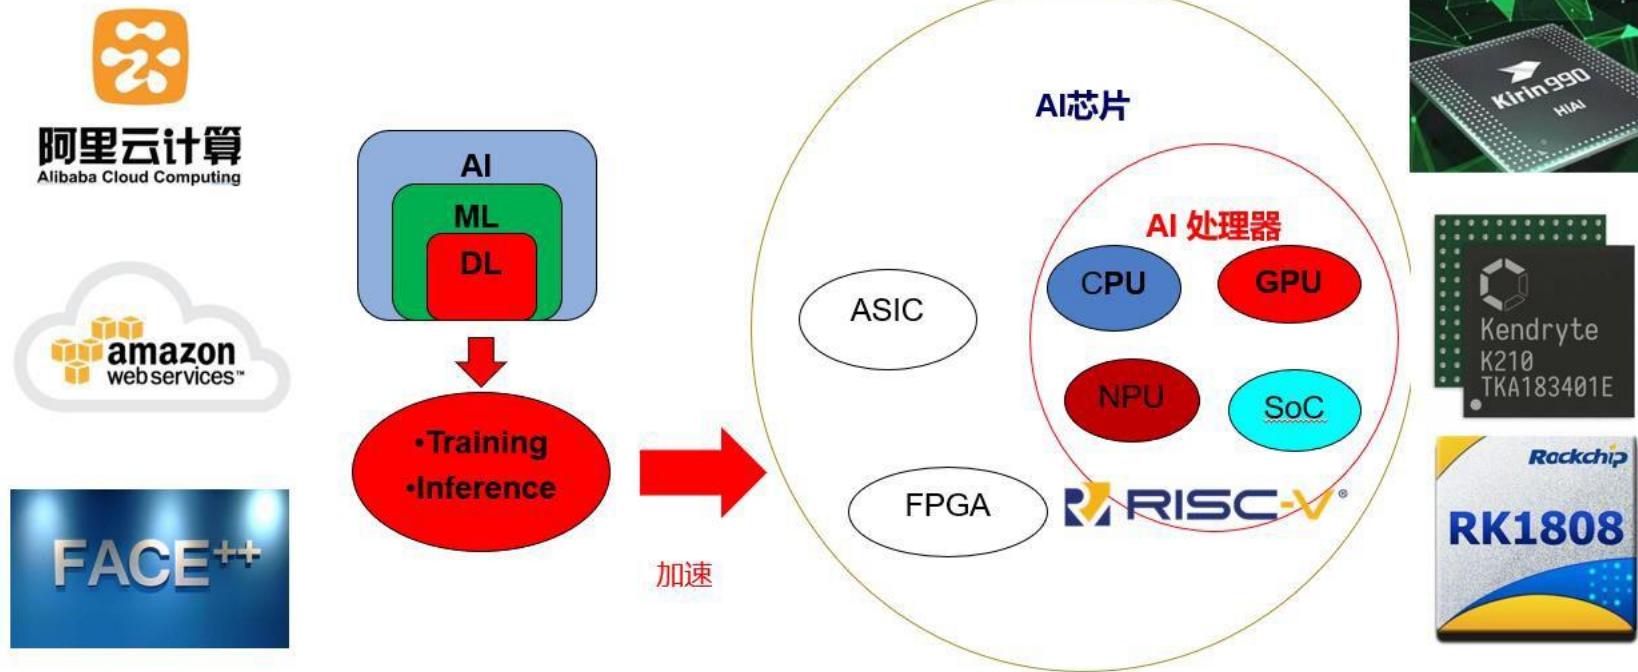 阿里云计算
Alibaba Cloud Computing
amazon
web services™
FACE++
AI
ML
DL
•Training
•Inference
加速
AI芯片
AI 处理器
CPU
GPU
ASIC
NPU
SoC
FPGA
RISC-V®
Kirin 990
HiAI
Kendryte
K210
TKA183401E
Rockchip
RK1808